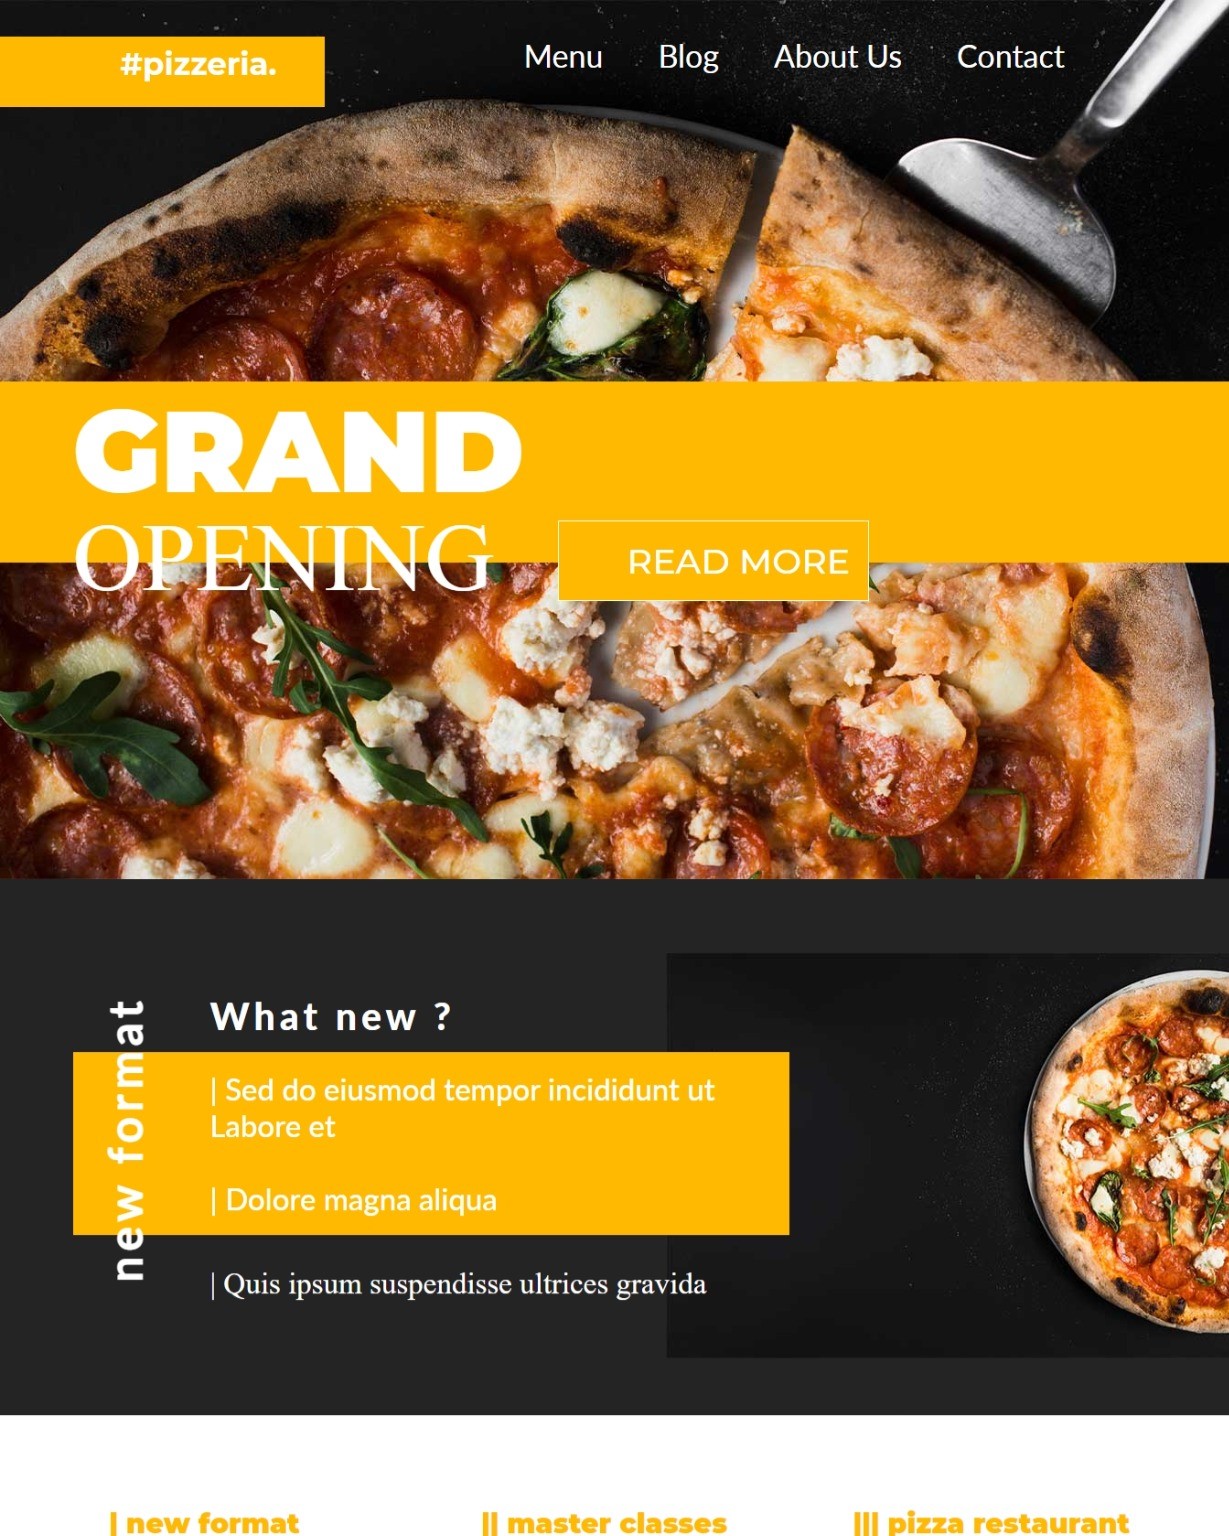 #pizzeria.
Menu Blog About Us Contact
GRAND
OPENING
READ MORE
new format
What new ?
| Sed do eiusmod tempor incididunt ut
Labore et
| Dolore magna aliqua
| Quis ipsum suspendisse ultrices gravida
| new format
|| master classes
||| pizza restaurant